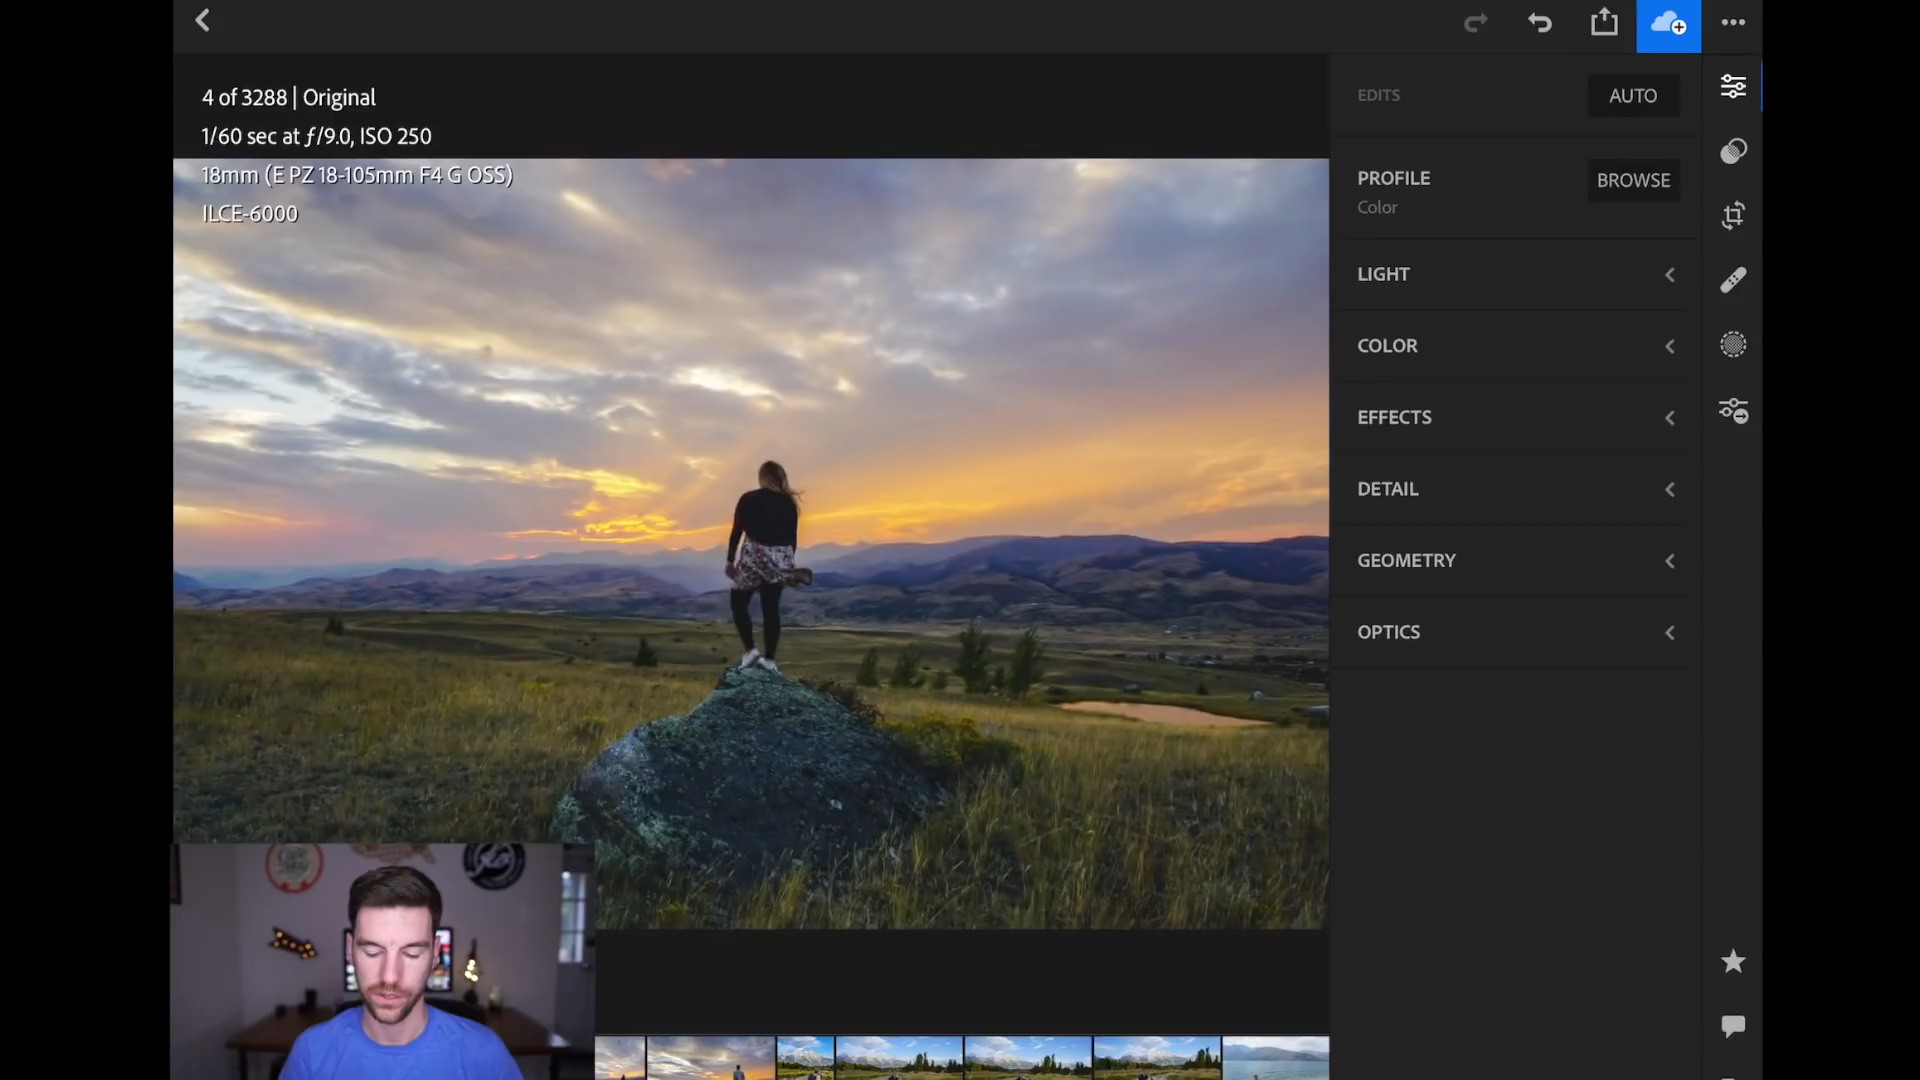 4 of 3288 | Original
1/60 sec at ƒ/9.0, ISO 250
18mm (E PZ 18-105mm F4 G OSS)
ILCE-6000
EDITS
AUTO
PROFILE
BROWSE
Color
LIGHT
COLOR
EFFECTS
DETAIL
GEOMETRY
OPTICS